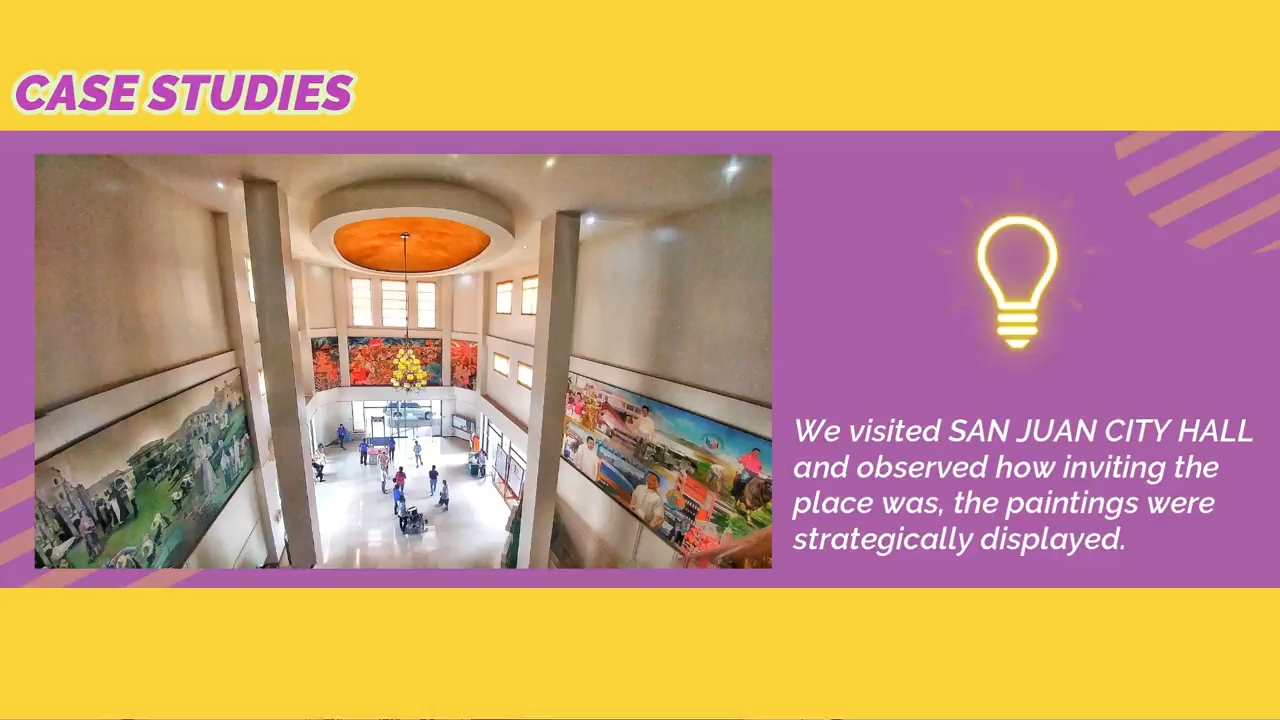 CASE STUDIES
We visited SAN JUAN CITY HALL
and observed how inviting the
place was, the paintings were
strategically displayed.